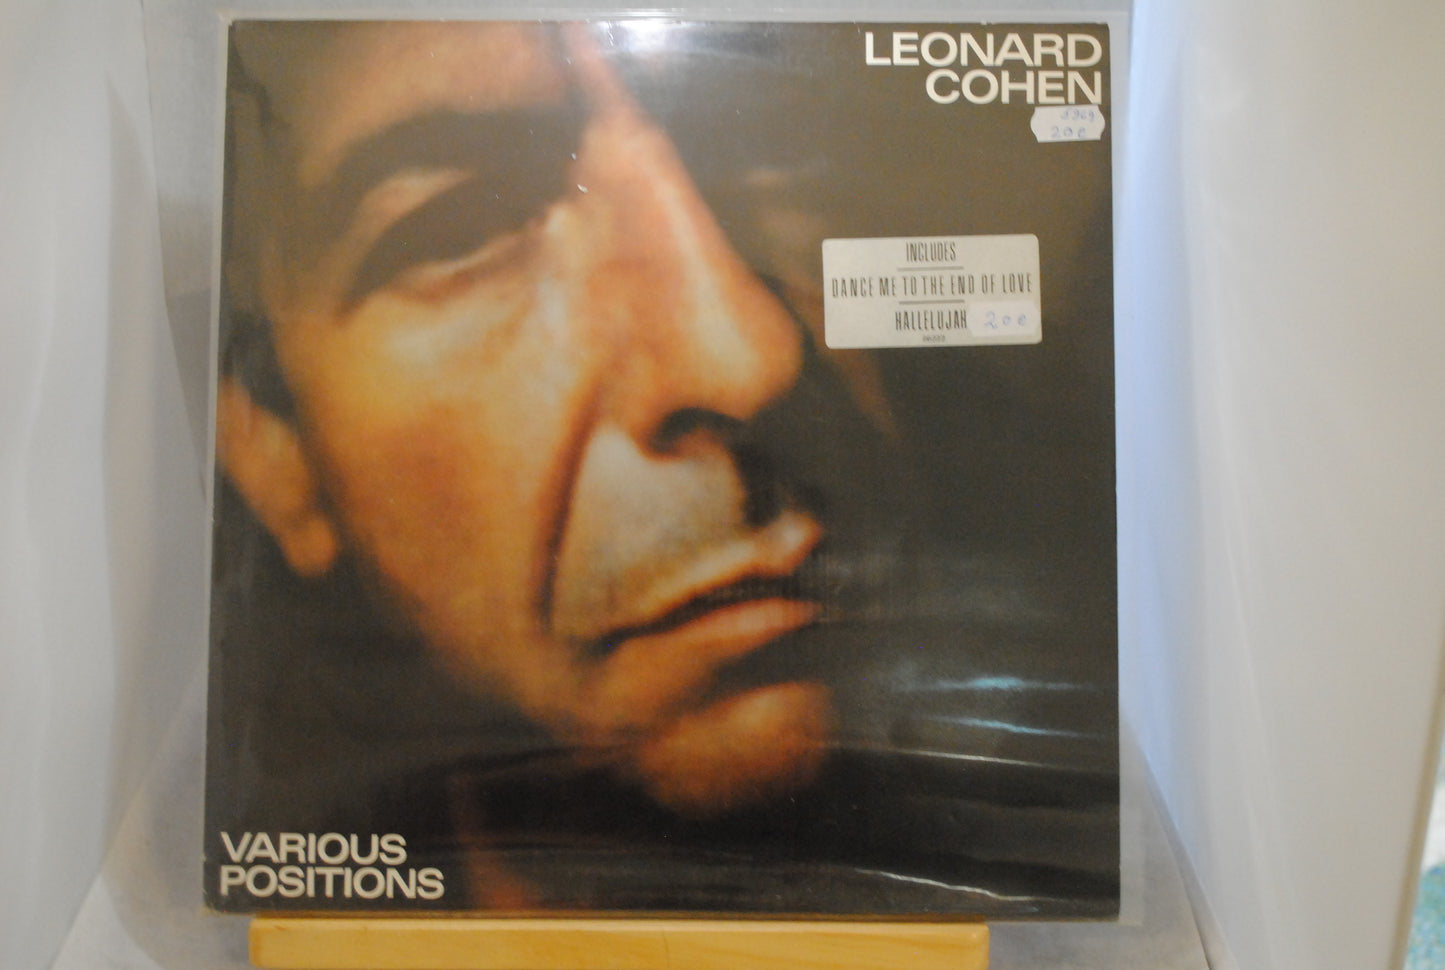 LEONARD
COHEN
20 €
INCLUDES
DANCE ME TO THE END OF LOVE
HALLELUJAH
20 €
VARIOUS
POSITIONS